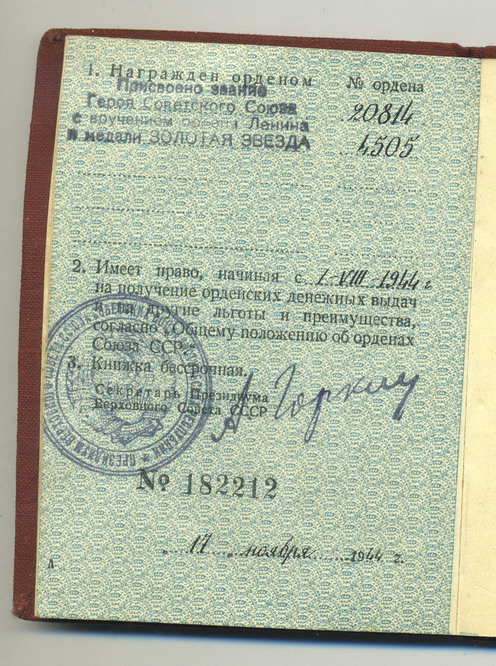 1. Награжден орденом № ордена
Присвоено звание
Героя Советского Союза 20814
с вручением ордена Ленина
и медали ЗОЛОТАЯ ЗВЕЗДА 4505
2. Имеет право, начиная с 1 VIII 1944 г
на получение орденских денежных выдач
и на другие льготы и преимущества,
согласно „Общему положению об орденах
Союза ССР“
3. Книжка бессрочная.
Секретарь Президиума
Верховного Совета СССР
А Горкин
№ 182212
„ 17 “ ноября 1944 г.
А